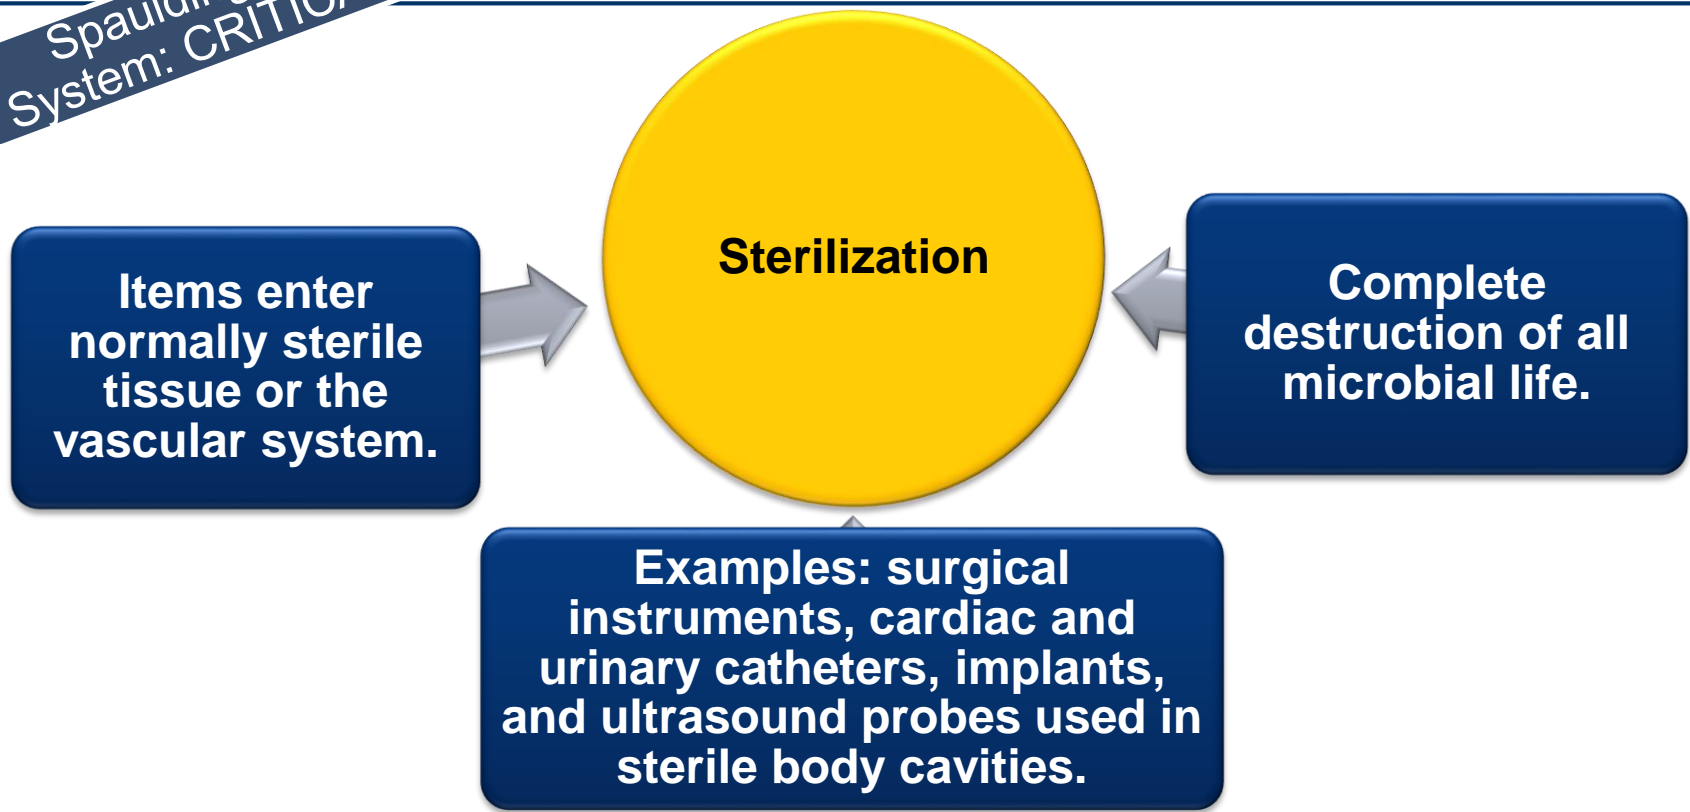 System:
Sterilization
Items enter
normally sterile
tissue or the
vascular system.
Complete
destruction of all
microbial life.
Examples: surgical
instruments, cardiac and
urinary catheters, implants,
and ultrasound probes used in
sterile body cavities.